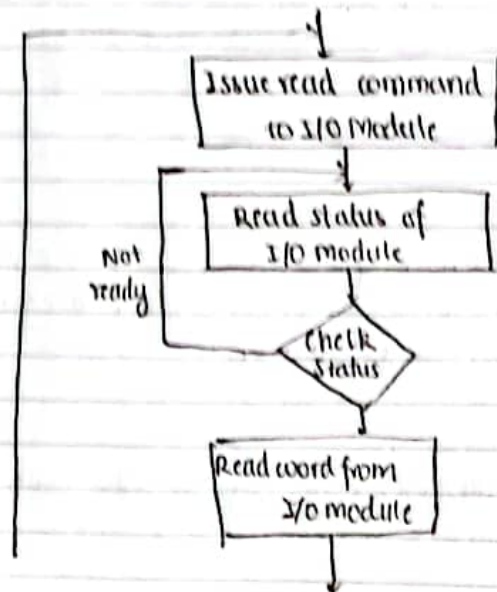 Issue read command
to I/O Module
Read status of
I/O module
Not
ready
Check
Status
Read word from
I/O module